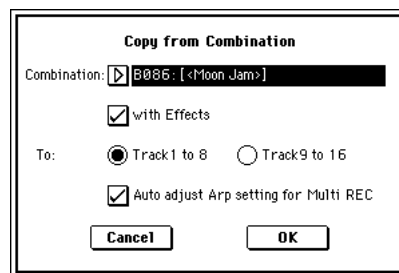 Copy from Combination
Combination: B086:[<Moon Jam>]
with Effects
To: Track1 to 8 Track9 to 16
Auto adjust Arp setting for Multi REC
Cancel OK